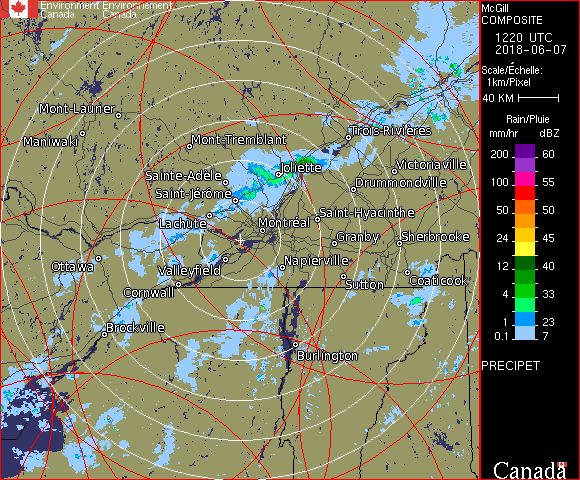 Environment Environnement
Canada Canada
McGill
COMPOSITE
1220 UTC
2018-06-07
Scale/Échelle:
1km/Pixel
40 KM
Rain/Pluie
mm/hr dBZ
200 60
100 55
50 50
24 45
12 40
4 33
1 23
0.1 7
PRECIPET
Canada
Mont-Laurier
Maniwaki
Mont-Tremblant
Trois-Rivières
Sainte-Adèle
Joliette
Victoriaville
Saint-Jérôme
Drummondville
Lachute
Montréal
Saint-Hyacinthe
Granby
Sherbrooke
Ottawa
Valleyfield
Napierville
Cornwall
Sutton
Coaticook
Brockville
Burlington